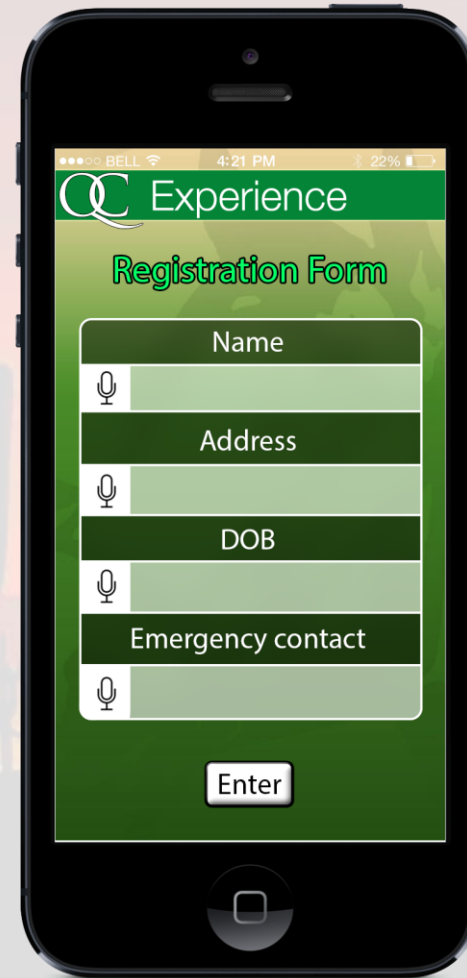 BELL 4:21 PM 22%
QC Experience
Registration Form
Name
Address
DOB
Emergency contact
Enter